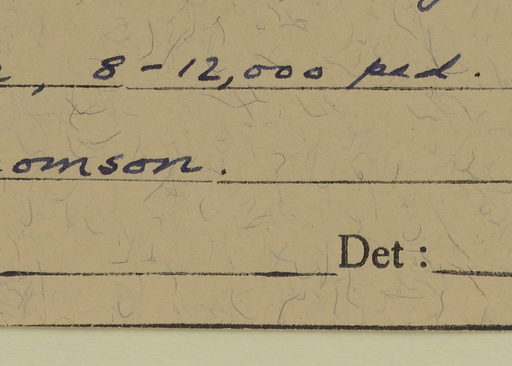 , 8-12,000 ped.
omson.
Det :